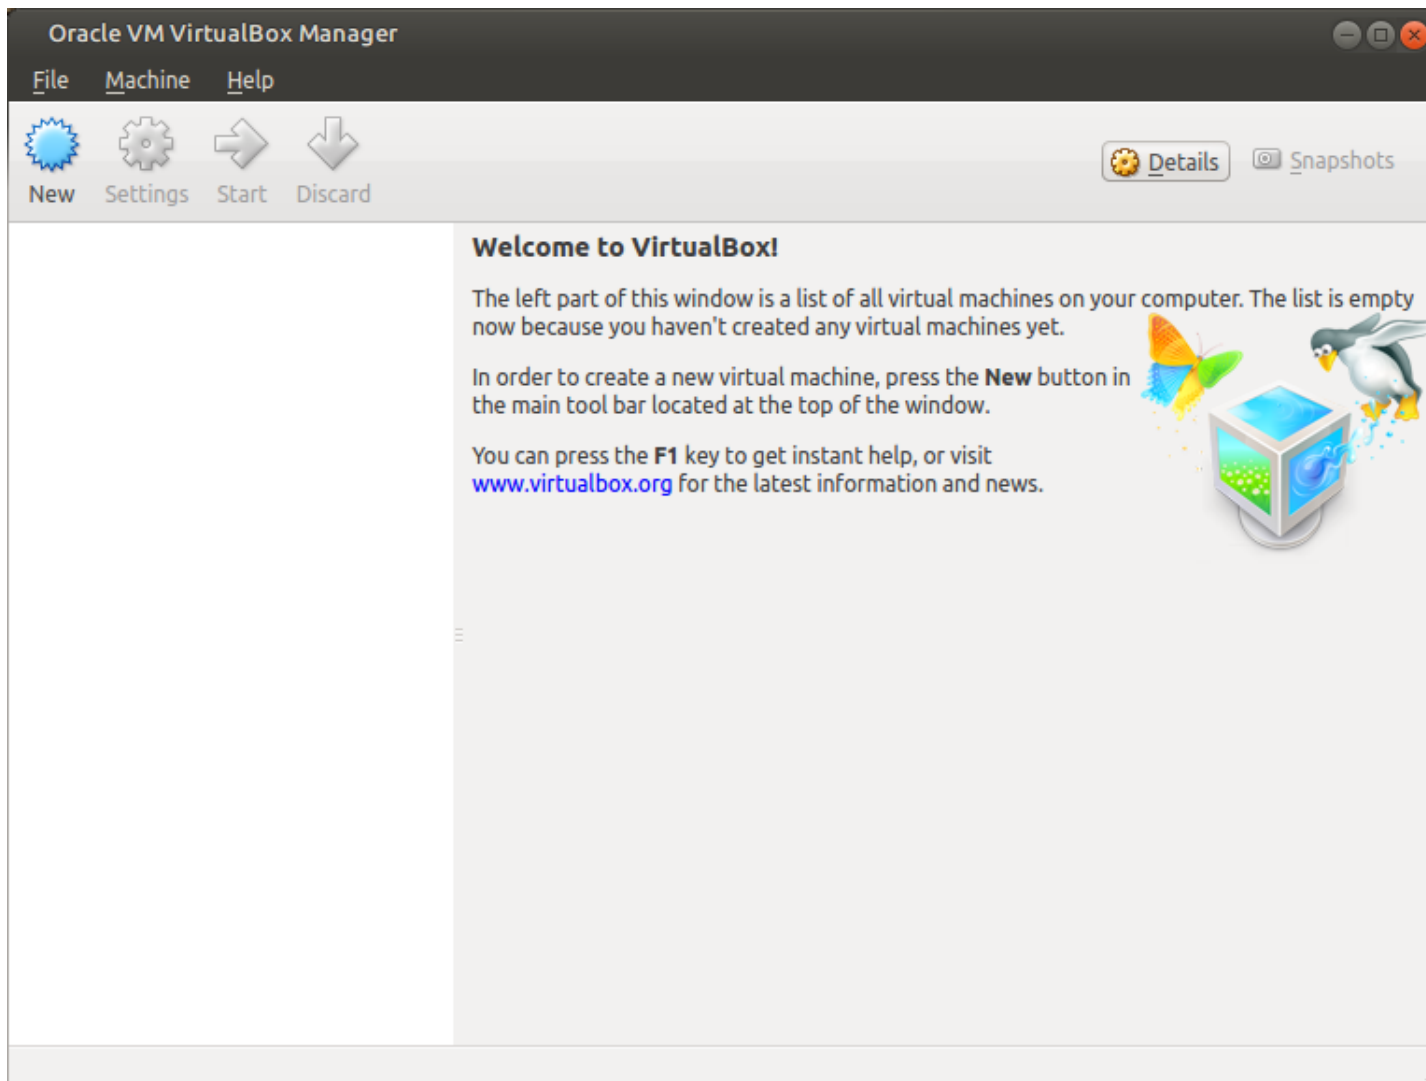 Oracle VM VirtualBox Manager
File Machine Help
New Settings Start Discard
Details Snapshots
Welcome to VirtualBox!
The left part of this window is a list of all virtual machines on your computer. The list is empty
now because you haven't created any virtual machines yet.
In order to create a new virtual machine, press the New button in
the main tool bar located at the top of the window.
You can press the F1 key to get instant help, or visit
www.virtualbox.org for the latest information and news.